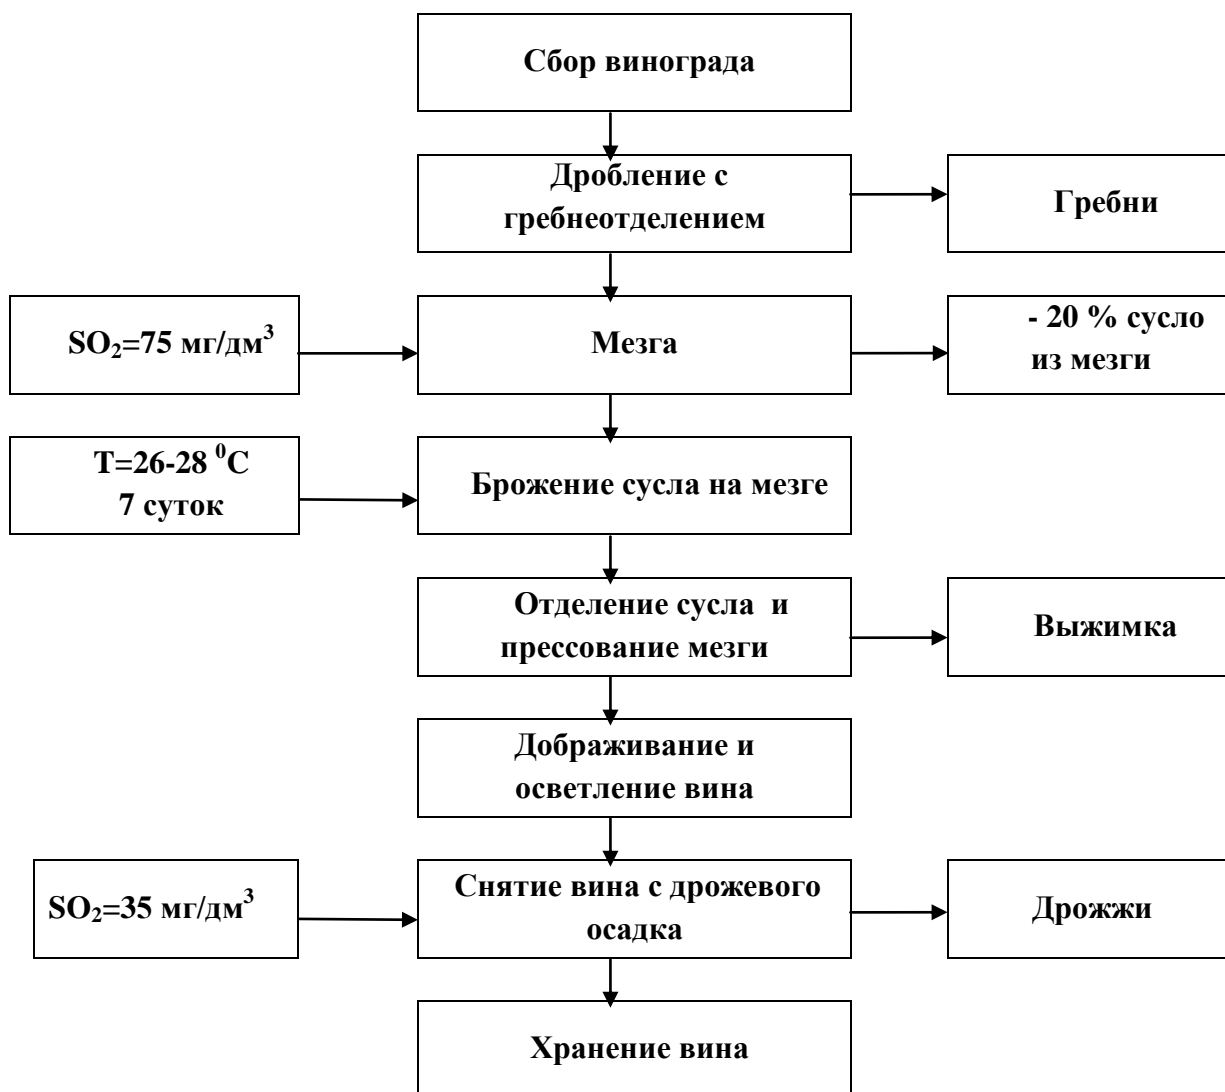 Сбор винограда
Дробление с
гребнеотделением
Гребни
SO₂=75 мг/дм³
Мезга
- 20 % сусло
из мезги
Т=26-28 ⁰С
7 суток
Брожение сусла на мезге
Отделение сусла и
прессование мезги
Выжимка
Дображивание и
осветление вина
SO₂=35 мг/дм³
Снятие вина с дрожевого
осадка
Дрожжи
Хранение вина